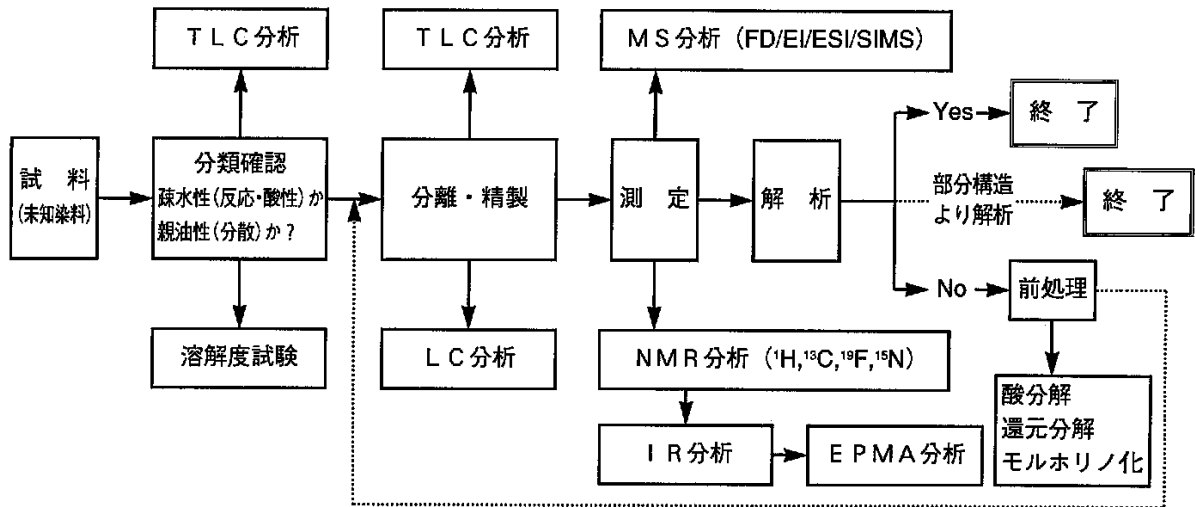 TLC分析
TLC分析
MS分析 (FD/EI/ESI/SIMS)
試 料
(未知染料)
分類確認
疎水性(反応・酸性)か
親油性(分散)か?
分離・精製
測 定
解 析
Yes
終 了
部分構造
より解析
終 了
No
前処理
溶解度試験
LC分析
NMR分析 (¹H,¹³C,¹⁹F,¹⁵N)
IR分析
EPMA分析
酸分解
還元分解
モルホリノ化